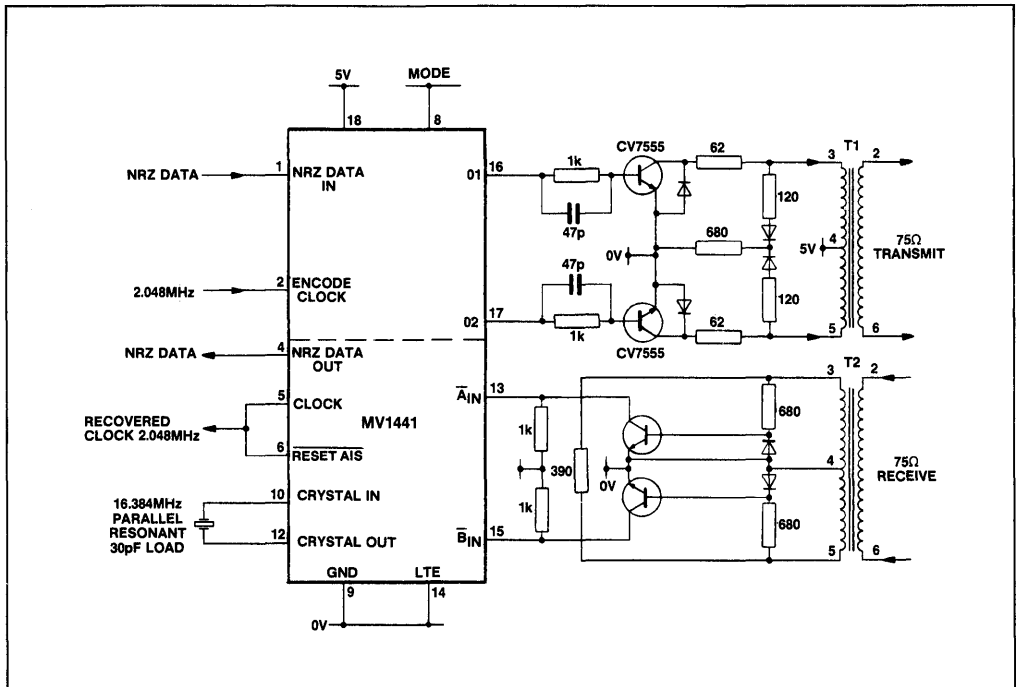 5V
18
MODE
8
NRZ DATA
1
NRZ DATA
IN
2.048MHz
2
ENCODE
CLOCK
NRZ DATA
4
NRZ DATA
OUT
RECOVERED
CLOCK 2.048MHz
5
CLOCK
6
RESET AIS
16.384MHz
PARALLEL
RESONANT
30pF LOAD
10
CRYSTAL IN
12
CRYSTAL OUT
MV1441
GND
9
LTE
14
0V
01
16
02
17
A̅IN
13
B̅IN
15
1k
47p
CV7555
47p
1k
CV7555
62
120
680
0V
120
62
T1
3
2
4
5V
75Ω
TRANSMIT
5
6
1k
1k
390
0V
680
680
T2
3
2
4
75Ω
RECEIVE
5
6